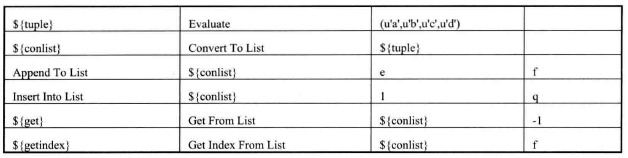 ${tuple} Evaluate (u'a',u'b',u'c',u'd')
${conlist} Convert To List ${tuple}
Append To List ${conlist} e f
Insert Into List ${conlist} 1 q
${get} Get From List ${conlist} -1
${getindex} Get Index From List ${conlist} f